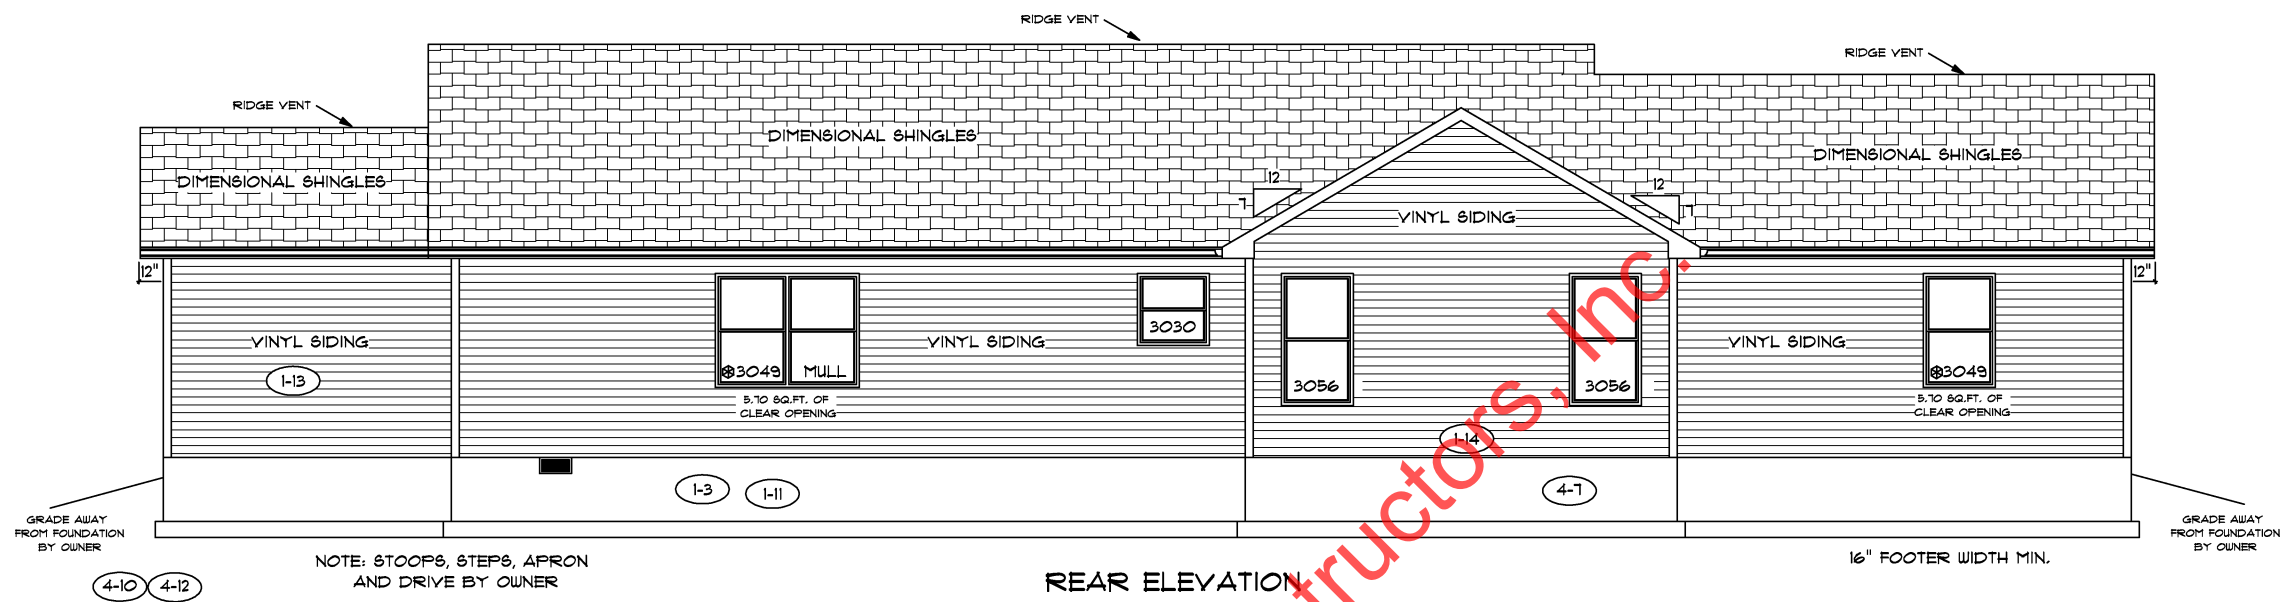 RIDGE VENT
RIDGE VENT
RIDGE VENT
DIMENSIONAL SHINGLES
DIMENSIONAL SHINGLES
DIMENSIONAL SHINGLES
12
7
12
7
VINYL SIDING
12"
12"
3030
VINYL SIDING
VINYL SIDING
VINYL SIDING
3049
MULL
3056
3056
3049
1-13
5.70 SQ.FT. OF
CLEAR OPENING
5.70 SQ.FT. OF
CLEAR OPENING
1-14
1-3
1-11
4-7
GRADE AWAY
FROM FOUNDATION
BY OWNER
GRADE AWAY
FROM FOUNDATION
BY OWNER
NOTE: STOOPS, STEPS, APRON
AND DRIVE BY OWNER
16" FOOTER WIDTH MIN.
4-10
4-12
REAR ELEVATION
tructors, Inc.